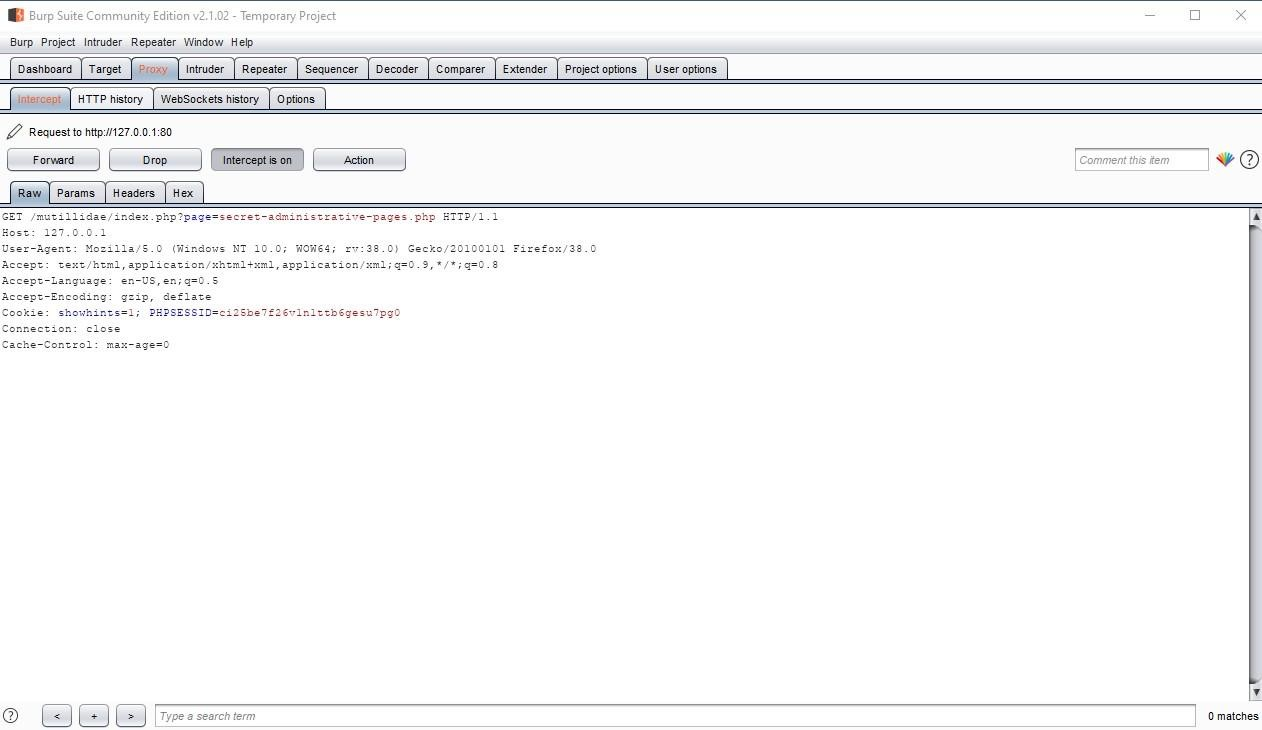 Burp Suite Community Edition v2.1.02 - Temporary Project
Burp Project Intruder Repeater Window Help
Dashboard Target Proxy Intruder Repeater Sequencer Decoder Comparer Extender Project options User options
Intercept HTTP history WebSockets history Options
Request to http://127.0.0.1:80
Forward Drop Intercept is on Action Comment this item ?
Raw Params Headers Hex
GET /mutillidae/index.php?page=secret-administrative-pages.php HTTP/1.1
Host: 127.0.0.1
User-Agent: Mozilla/5.0 (Windows NT 10.0; WOW64; rv:38.0) Gecko/20100101 Firefox/38.0
Accept: text/html,application/xhtml+xml,application/xml;q=0.9,*/*;q=0.8
Accept-Language: en-US,en;q=0.5
Accept-Encoding: gzip, deflate
Cookie: showhints=1; PHPSESSID=ci25be7f26v1n1ttb6gesu7pg0
Connection: close
Cache-Control: max-age=0
? < + > Type a search term 0 matches